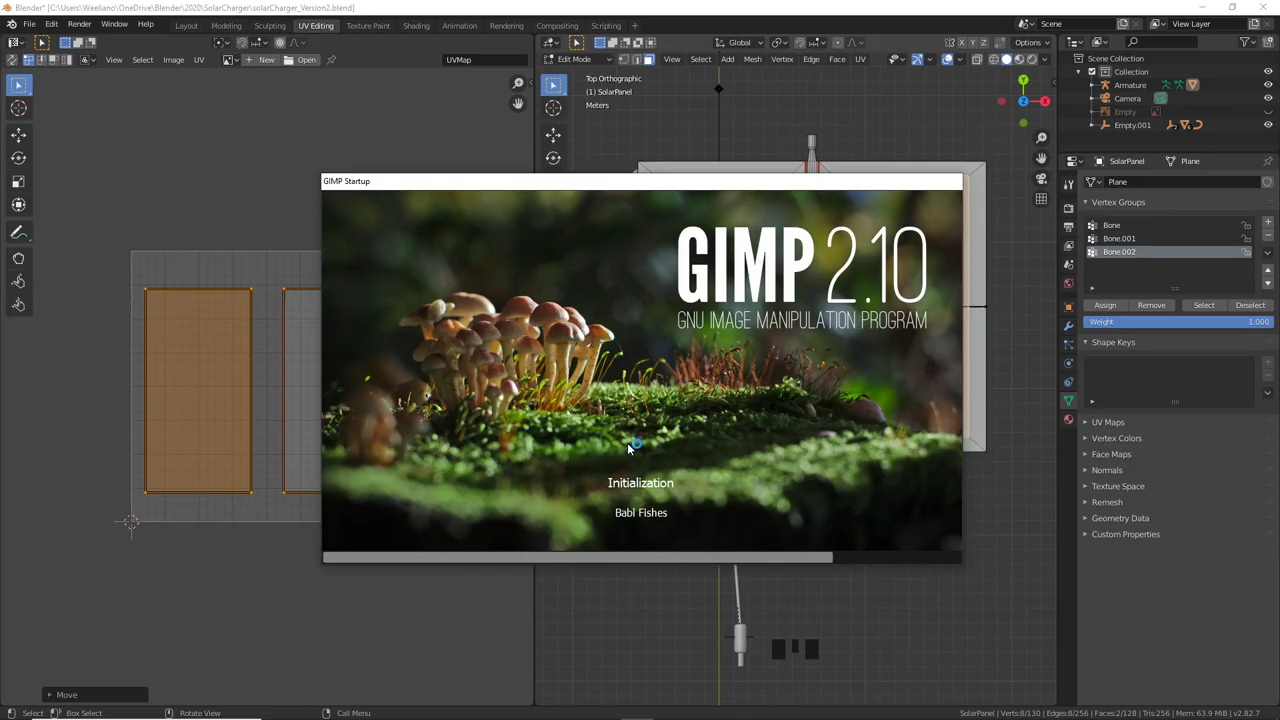 Blender* [C:\Users\Weeliano\OneDrive\Blender\2020\SolarCharger\solarCharger_Version2.blend]
File Edit Render Window Help Layout Modeling Sculpting UV Editing Texture Paint Shading Animation Rendering Compositing Scripting Scene View Layer
Global X Y Z Options
View Select Image UV New Open UVMap Edit Mode View Select Add Mesh Vertex Edge Face UV
Scene Collection
Collection
Armature
Camera
Empty
Empty.001
Top Orthographic
(1) SolarPanel
Meters
Y
Z
X
SolarPanel Plane
Plane
Vertex Groups
Bone
Bone.001
Bone.002
Assign Remove Select Deselect
Weight 1.000
Shape Keys
UV Maps
Vertex Colors
Face Maps
Normals
Texture Space
Remesh
Geometry Data
Custom Properties
GIMP Startup
GIMP 2.10
GNU IMAGE MANIPULATION PROGRAM
Initialization
Babl Fishes
Move
Select Box Select Rotate View Call Menu SolarPanel | Verts:8/130 | Edges:8/256 | Faces:2/128 | Tris:256 | Mem: 63.9 MiB | v2.82.7